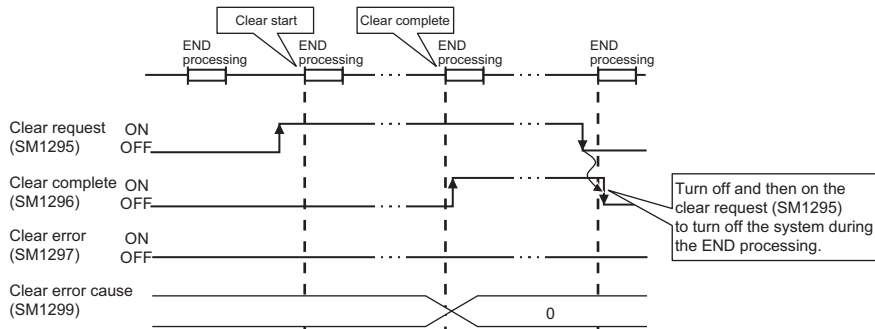 Clear start
Clear complete
END
processing
END
processing
END
processing
END
processing
Clear request
(SM1295)
ON
OFF
Clear complete
(SM1296)
ON
OFF
Turn off and then on the
clear request (SM1295)
to turn off the system during
the END processing.
Clear error
(SM1297)
ON
OFF
Clear error cause
(SM1299)
0